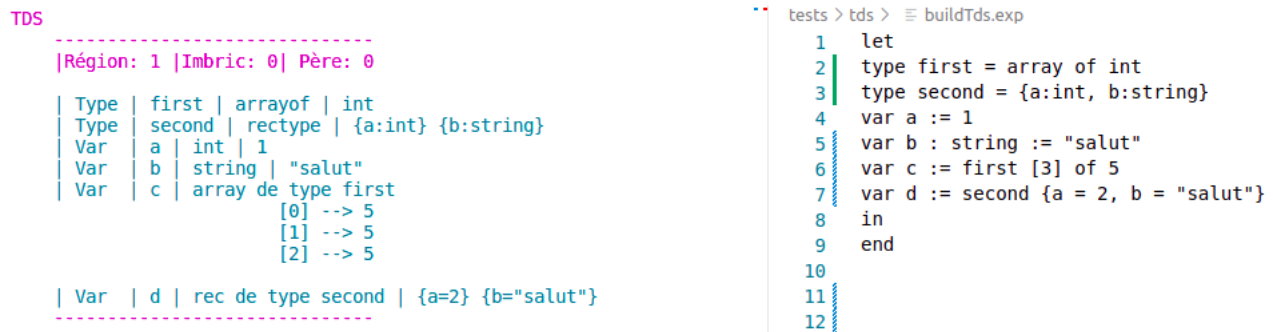 TDS
------------------------------
|Région: 1 |Imbric: 0| Père: 0
| Type | first | arrayof | int
| Type | second | rectype | {a:int} {b:string}
| Var | a | int | 1
| Var | b | string | "salut"
| Var | c | array de type first
[0] --> 5
[1] --> 5
[2] --> 5
| Var | d | rec de type second | {a=2} {b="salut"}
------------------------------
tests > tds > buildTds.exp
1 let
2 type first = array of int
3 type second = {a:int, b:string}
4 var a := 1
5 var b : string := "salut"
6 var c := first [3] of 5
7 var d := second {a = 2, b = "salut"}
8 in
9 end
10
11
12